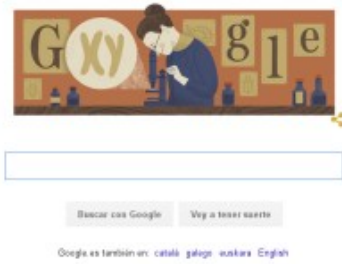 G XY g l e
Buscar con Google Voy a tener suerte
Google es también en: català galego euskara English